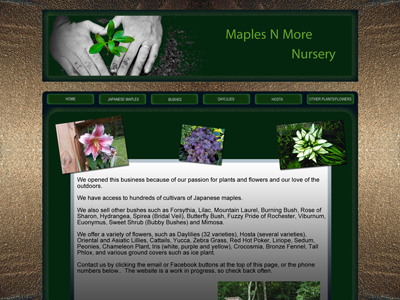 Maples N More
Nursery
HOME
JAPANESE MAPLES
BUSHES
DAYLILIES
HOSTA
OTHER PLANTS/FLOWERS
We opened this business because of our passion for plants and flowers and our love of the
outdoors.
We have access to hundreds of cultivars of Japanese maples.
We also sell other bushes such as Forsythia, Lilac, Mountain Laurel, Burning Bush, Rose of
Sharon, Hydrangea, Spirea (Bridal Veil), Butterfly Bush, Fuzzy Pride of Rochester, Viburnum,
Euonymus, Sweet Shrub (Bubby Bushes) and Mimosa.
We offer a variety of flowers, such as Daylilies (32 varieties), Hosta (several varieties),
Oriental and Asiatic Lillies, Cattails, Yucca, Zebra Grass, Red Hot Poker, Liriope, Sedum,
Peonies, Chameleon Plant, Iris (white, purple and yellow), Crocosmia, Bronze Fennel, Tall
Phlox, and various ground covers such as ice plant.
Contact us by clicking the email or Facebook buttons at the top of this page, or the phone
numbers below. . The website is a work in progress, so check back often.